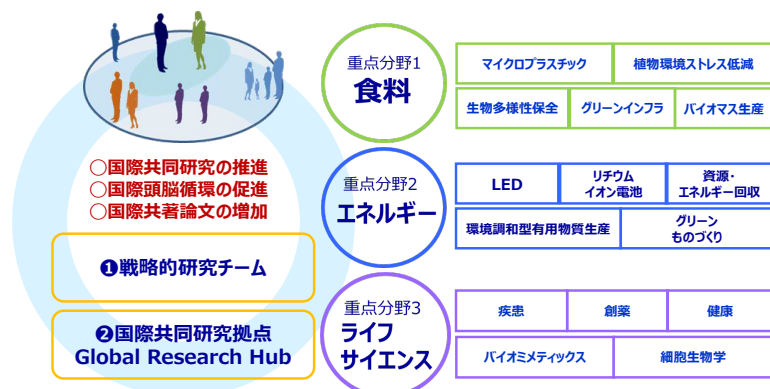 ○国際共同研究の推進
○国際頭脳循環の促進
○国際共著論文の増加
❶戦略的研究チーム
❷国際共同研究拠点
Global Research Hub
重点分野1
食料
マイクロプラスチック
植物環境ストレス低減
生物多様性保全
グリーンインフラ
バイオマス生産
重点分野2
エネルギー
LED
リチウム
イオン電池
資源・
エネルギー回収
環境調和型有用物質生産
グリーン
ものづくり
重点分野3
ライフ
サイエンス
疾患
創薬
健康
バイオミメティックス
細胞生物学